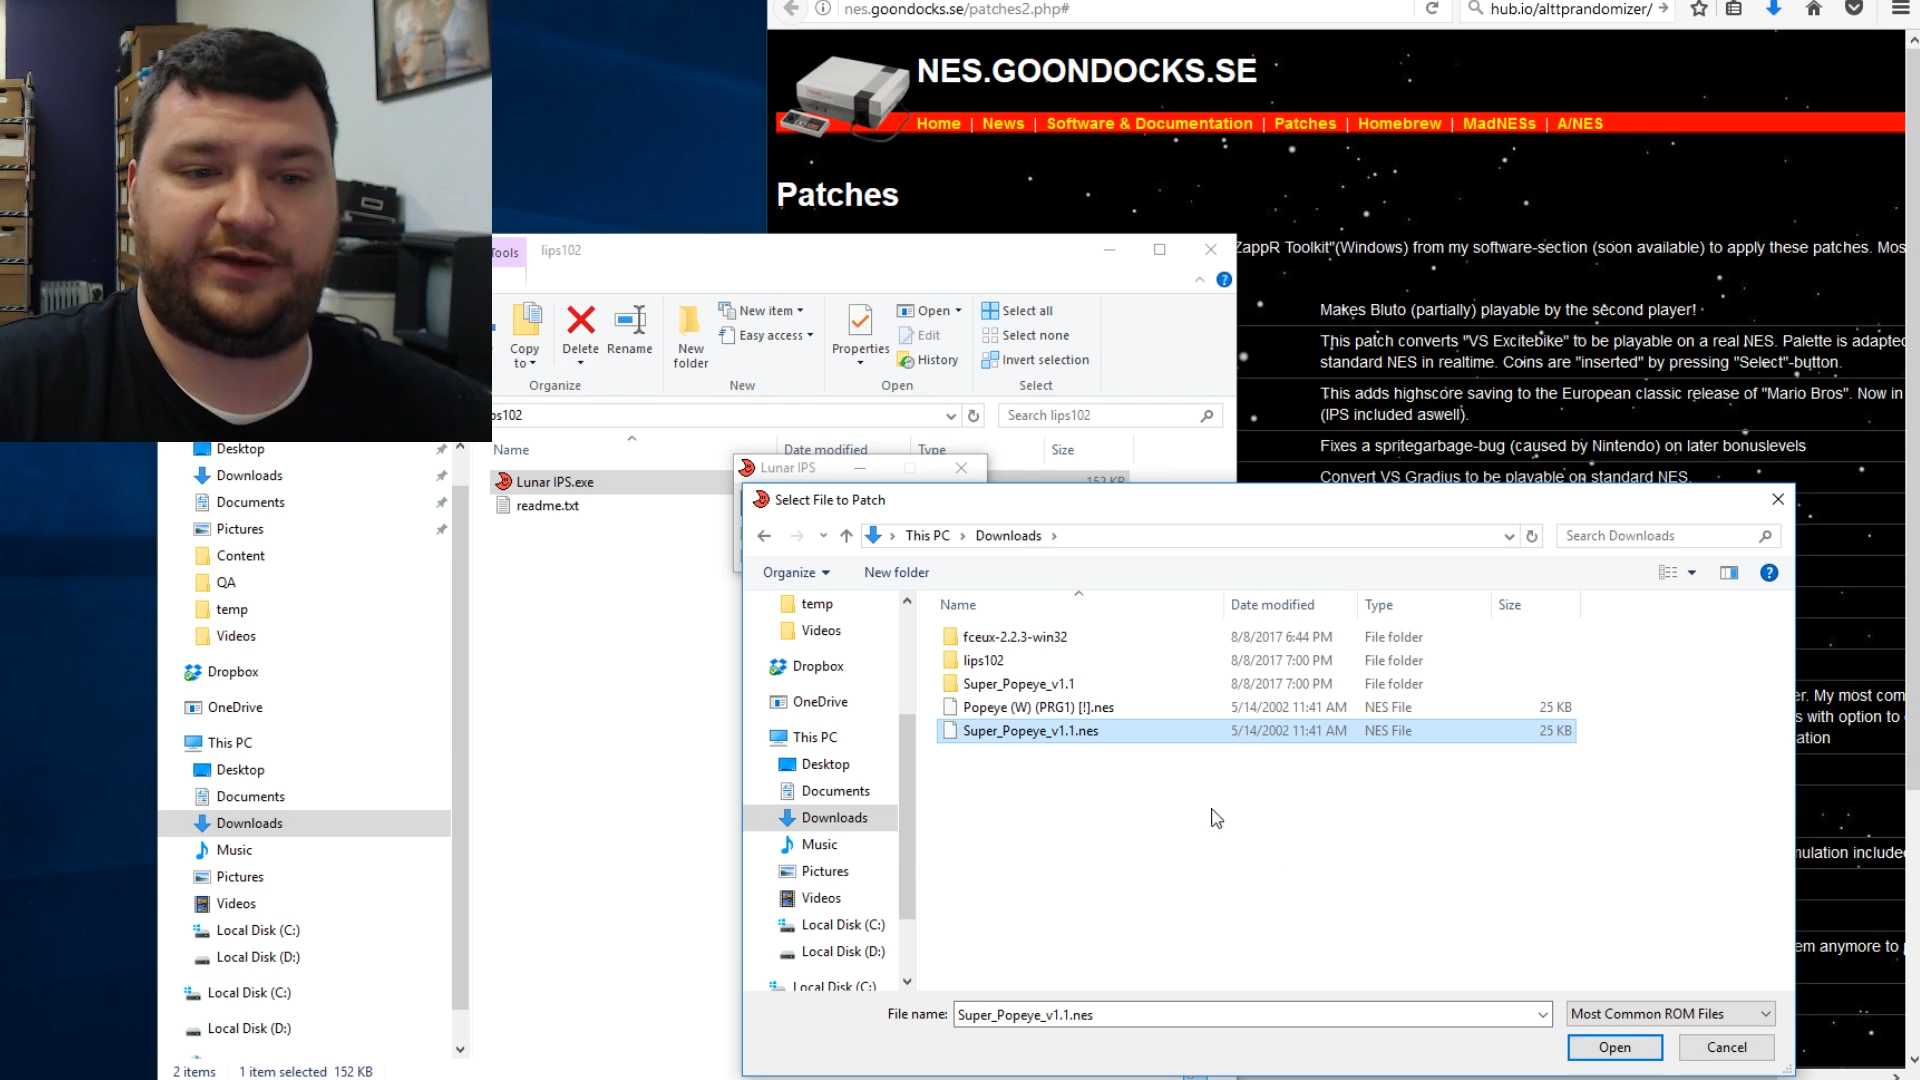 nes.goondocks.se/patches2.php#
hub.io/alttprandomizer/
NES.GOONDOCKS.SE
Home | News | Software & Documentation | Patches | Homebrew | MadNESs | A/NES
Patches
ZappR Toolkit"(Windows) from my software-section (soon available) to apply these patches. Mos
Makes Bluto (partially) playable by the second player!
This patch converts "VS Excitebike" to be playable on a real NES. Palette is adapted
standard NES in realtime. Coins are "inserted" by pressing "Select"-button.
This adds highscore saving to the European classic release of "Mario Bros". Now in
(IPS included aswell).
Fixes a spritegarbage-bug (caused by Nintendo) on later bonuslevels
Convert VS Gradius to be playable on standard NES.
er. My most com
s with option to
ation
nulation include
em anymore to
Tools
lips102
Copy to
Delete
Rename
New folder
New item
Easy access
Properties
Open
Edit
History
Select all
Select none
Invert selection
Organize
New
Open
Select
ps102
Search lips102
Name
Date modified
Type
Size
Lunar IPS.exe
152 KB
readme.txt
Desktop
Downloads
Documents
Pictures
Content
QA
temp
Videos
Dropbox
OneDrive
This PC
Desktop
Documents
Downloads
Music
Pictures
Videos
Local Disk (C:)
Local Disk (D:)
Local Disk (C:)
Local Disk (D:)
2 items
1 item selected 152 KB
Lunar IPS
Select File to Patch
This PC > Downloads >
Search Downloads
Organize
New folder
temp
Videos
Dropbox
OneDrive
This PC
Desktop
Documents
Downloads
Music
Pictures
Videos
Local Disk (C:)
Local Disk (D:)
Local Disk (C:)
Name Date modified Type Size
fceux-2.2.3-win32 8/8/2017 6:44 PM File folder
lips102 8/8/2017 7:00 PM File folder
Super_Popeye_v1.1 8/8/2017 7:00 PM File folder
Popeye (W) (PRG1) [!].nes 5/14/2002 11:41 AM NES File 25 KB
Super_Popeye_v1.1.nes 5/14/2002 11:41 AM NES File 25 KB
File name: Super_Popeye_v1.1.nes
Most Common ROM Files
Open
Cancel